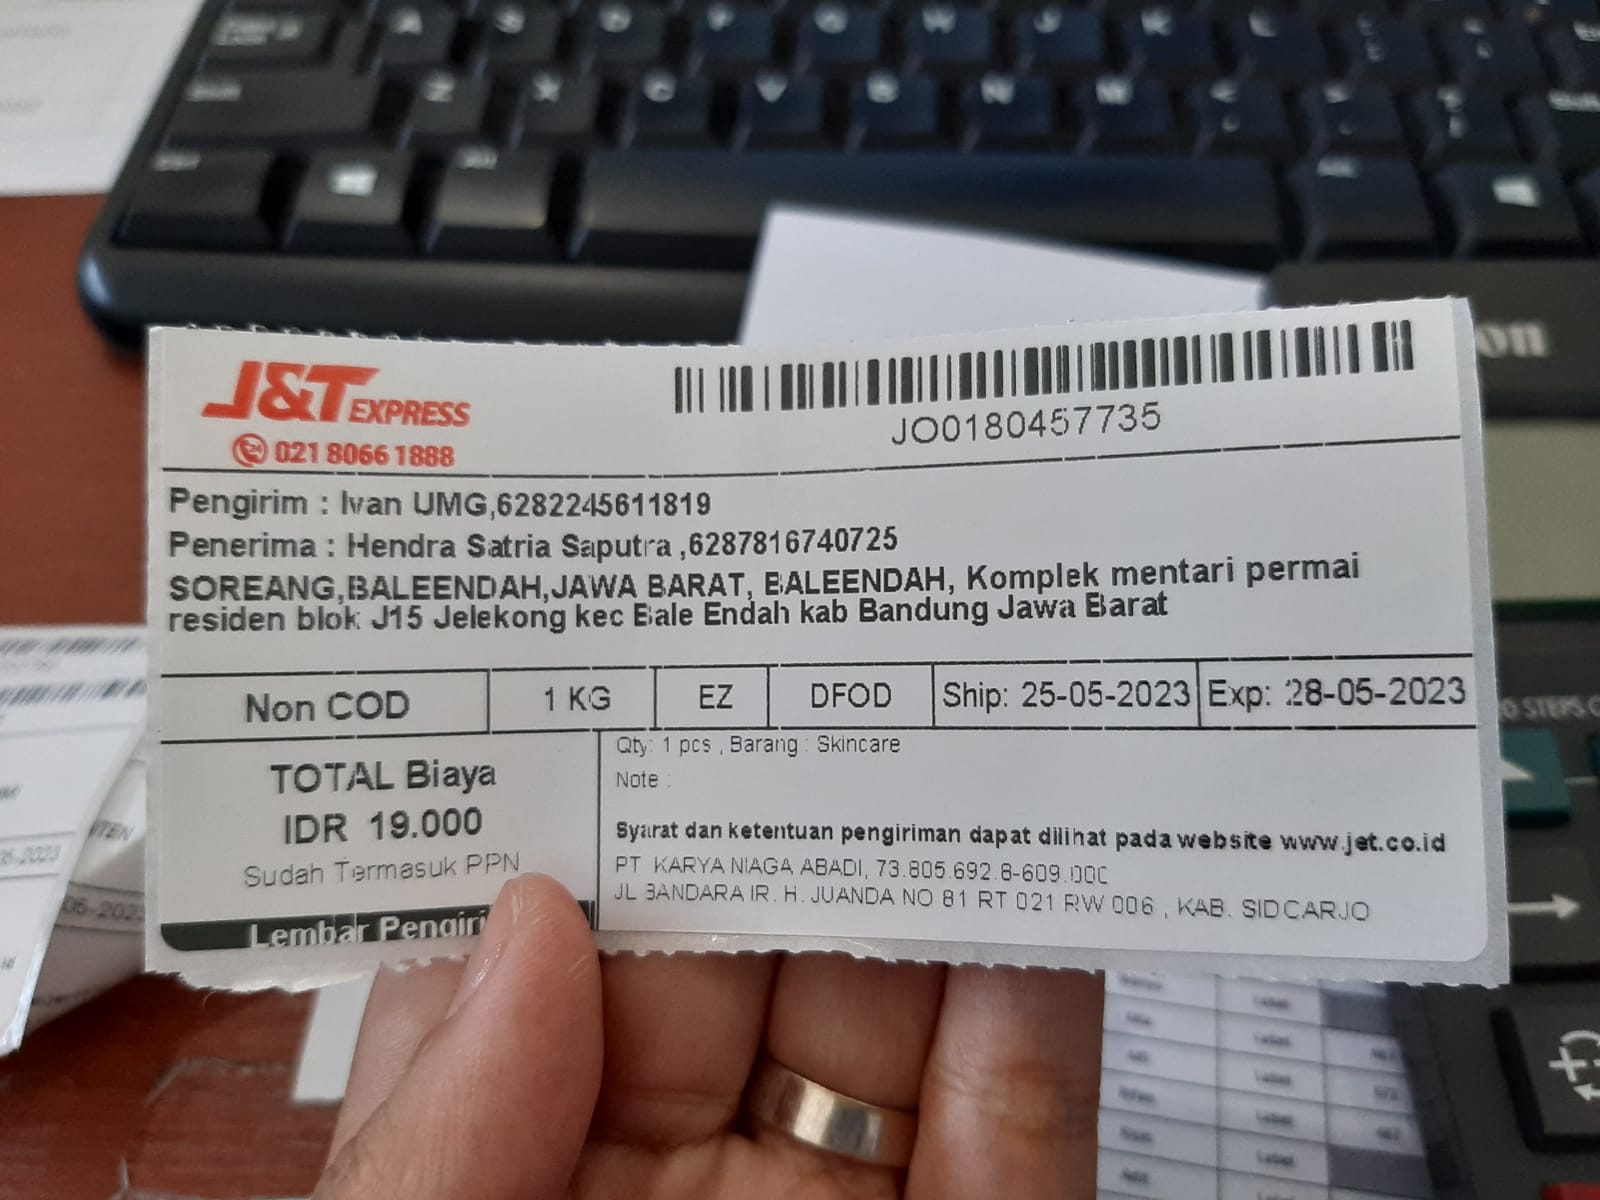 J&T EXPRESS
021 8066 1888
JO0180457735
Pengirim : Ivan UMG,6282245611819
Penerima : Hendra Satria Saputra ,6287816740725
SOREANG,BALEENDAH,JAWA BARAT, BALEENDAH, Komplek mentari permai
residen blok J15 Jelekong kec Bale Endah kab Bandung Jawa Barat
Non COD 1 KG EZ DFOD Ship: 25-05-2023 Exp: 28-05-2023
TOTAL Biaya
IDR 19.000
Sudah Termasuk PPN
Lembar Pengiri
Qty: 1 pcs , Barang : Skincare
Note :
Syarat dan ketentuan pengiriman dapat dilihat pada website www.jet.co.id
PT KARYA NIAGA ABADI, 73.805.692.8-609.000
JL BANDARA IR. H. JUANDA NO 81 RT 021 RW 006 , KAB. SIDOARJO